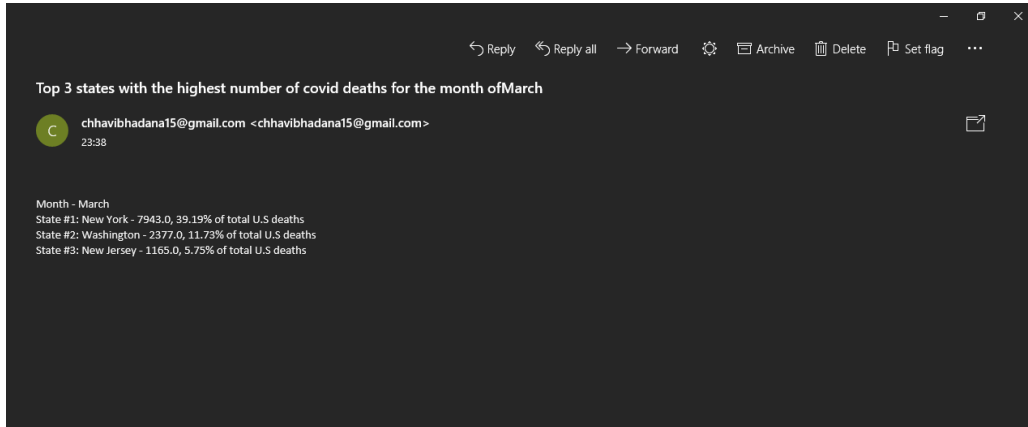 Reply Reply all Forward Archive Delete Set flag ...
Top 3 states with the highest number of covid deaths for the month ofMarch
C chhavibhadana15@gmail.com <chhavibhadana15@gmail.com>
23:38
Month - March
State #1: New York - 7943.0, 39.19% of total U.S deaths
State #2: Washington - 2377.0, 11.73% of total U.S deaths
State #3: New Jersey - 1165.0, 5.75% of total U.S deaths